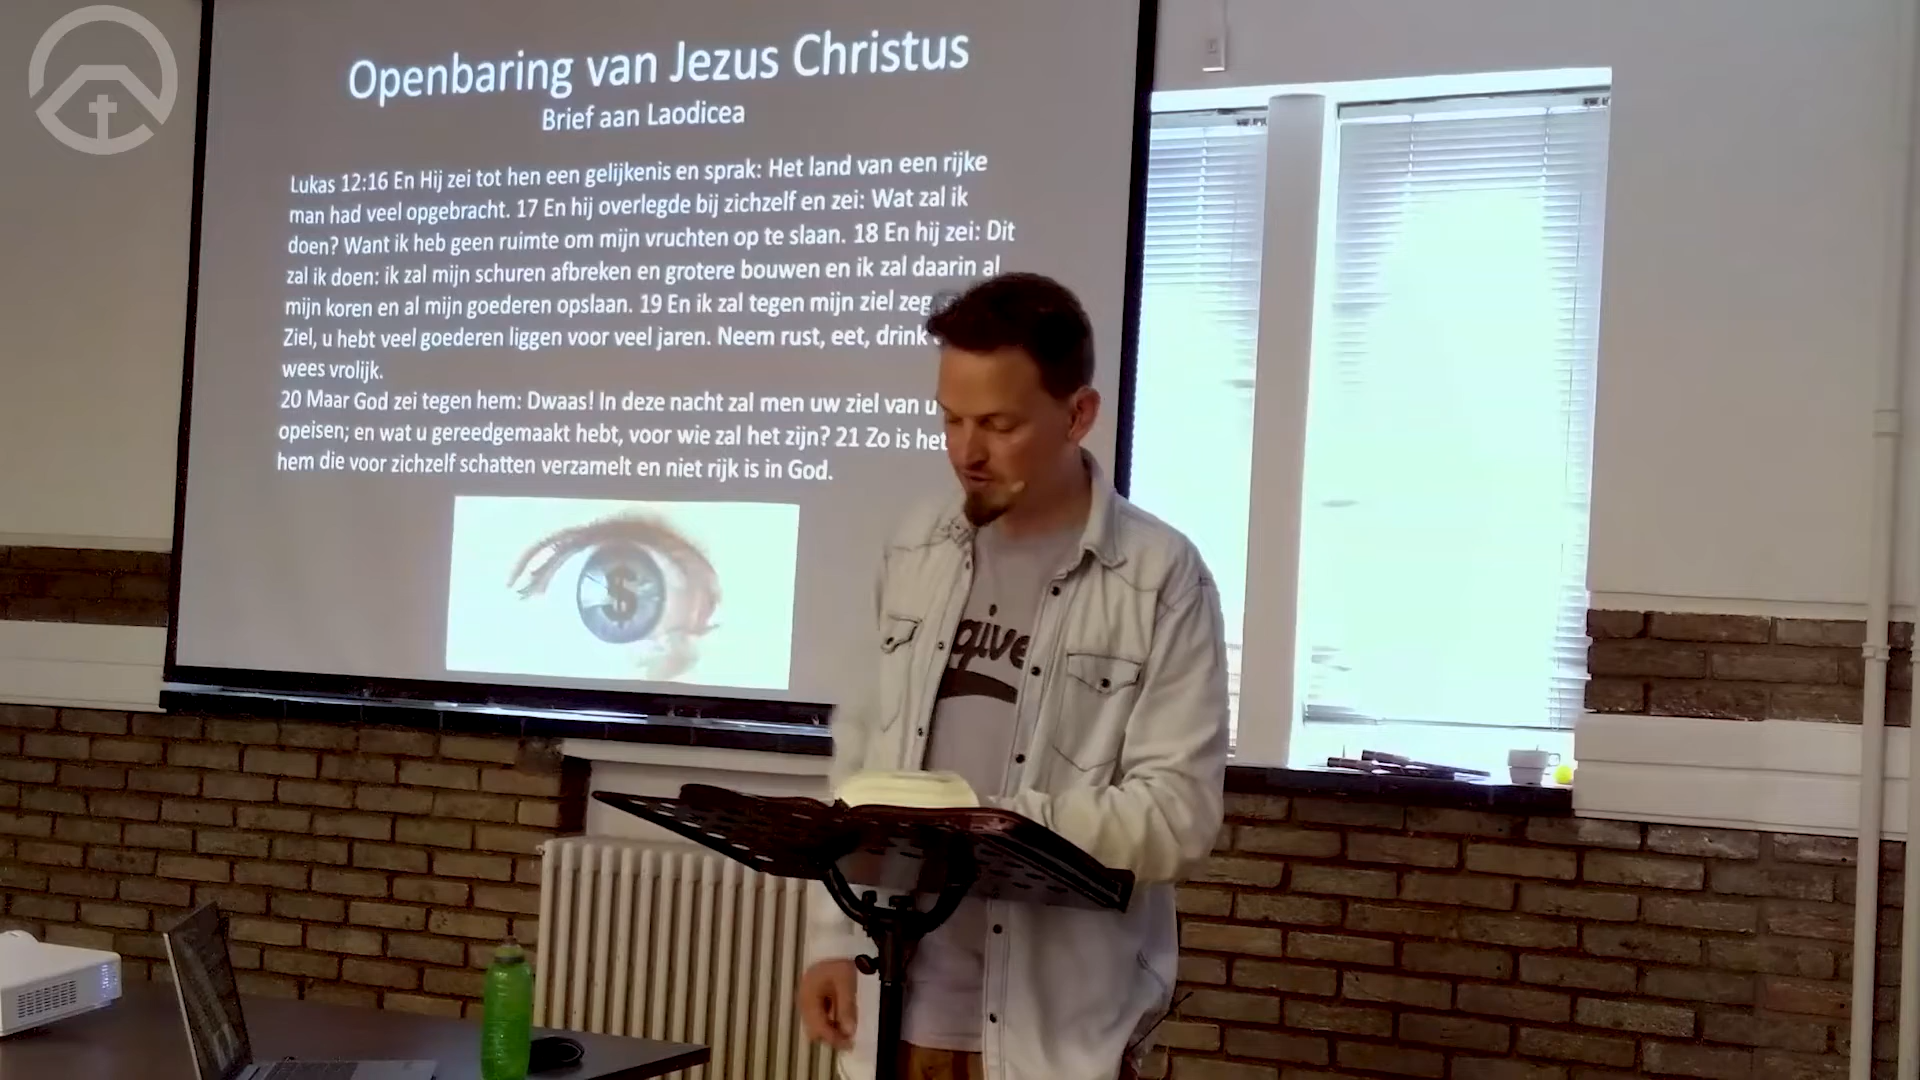 Openbaring van Jezus Christus
Brief aan Laodicea
Lukas 12:16 En Hij zei tot hen een gelijkenis en sprak: Het land van een rijke
man had veel opgebracht. 17 En hij overlegde bij zichzelf en zei: Wat zal ik
doen? Want ik heb geen ruimte om mijn vruchten op te slaan. 18 En hij zei: Dit
zal ik doen: ik zal mijn schuren afbreken en grotere bouwen en ik zal daarin al
mijn koren en al mijn goederen opslaan. 19 En ik zal tegen mijn ziel zeg
Ziel, u hebt veel goederen liggen voor veel jaren. Neem rust, eet, drink
wees vrolijk.
20 Maar God zei tegen hem: Dwaas! In deze nacht zal men uw ziel van u
opeisen; en wat u gereedgemaakt hebt, voor wie zal het zijn? 21 Zo is het
hem die voor zichzelf schatten verzamelt en niet rijk is in God.
$
give